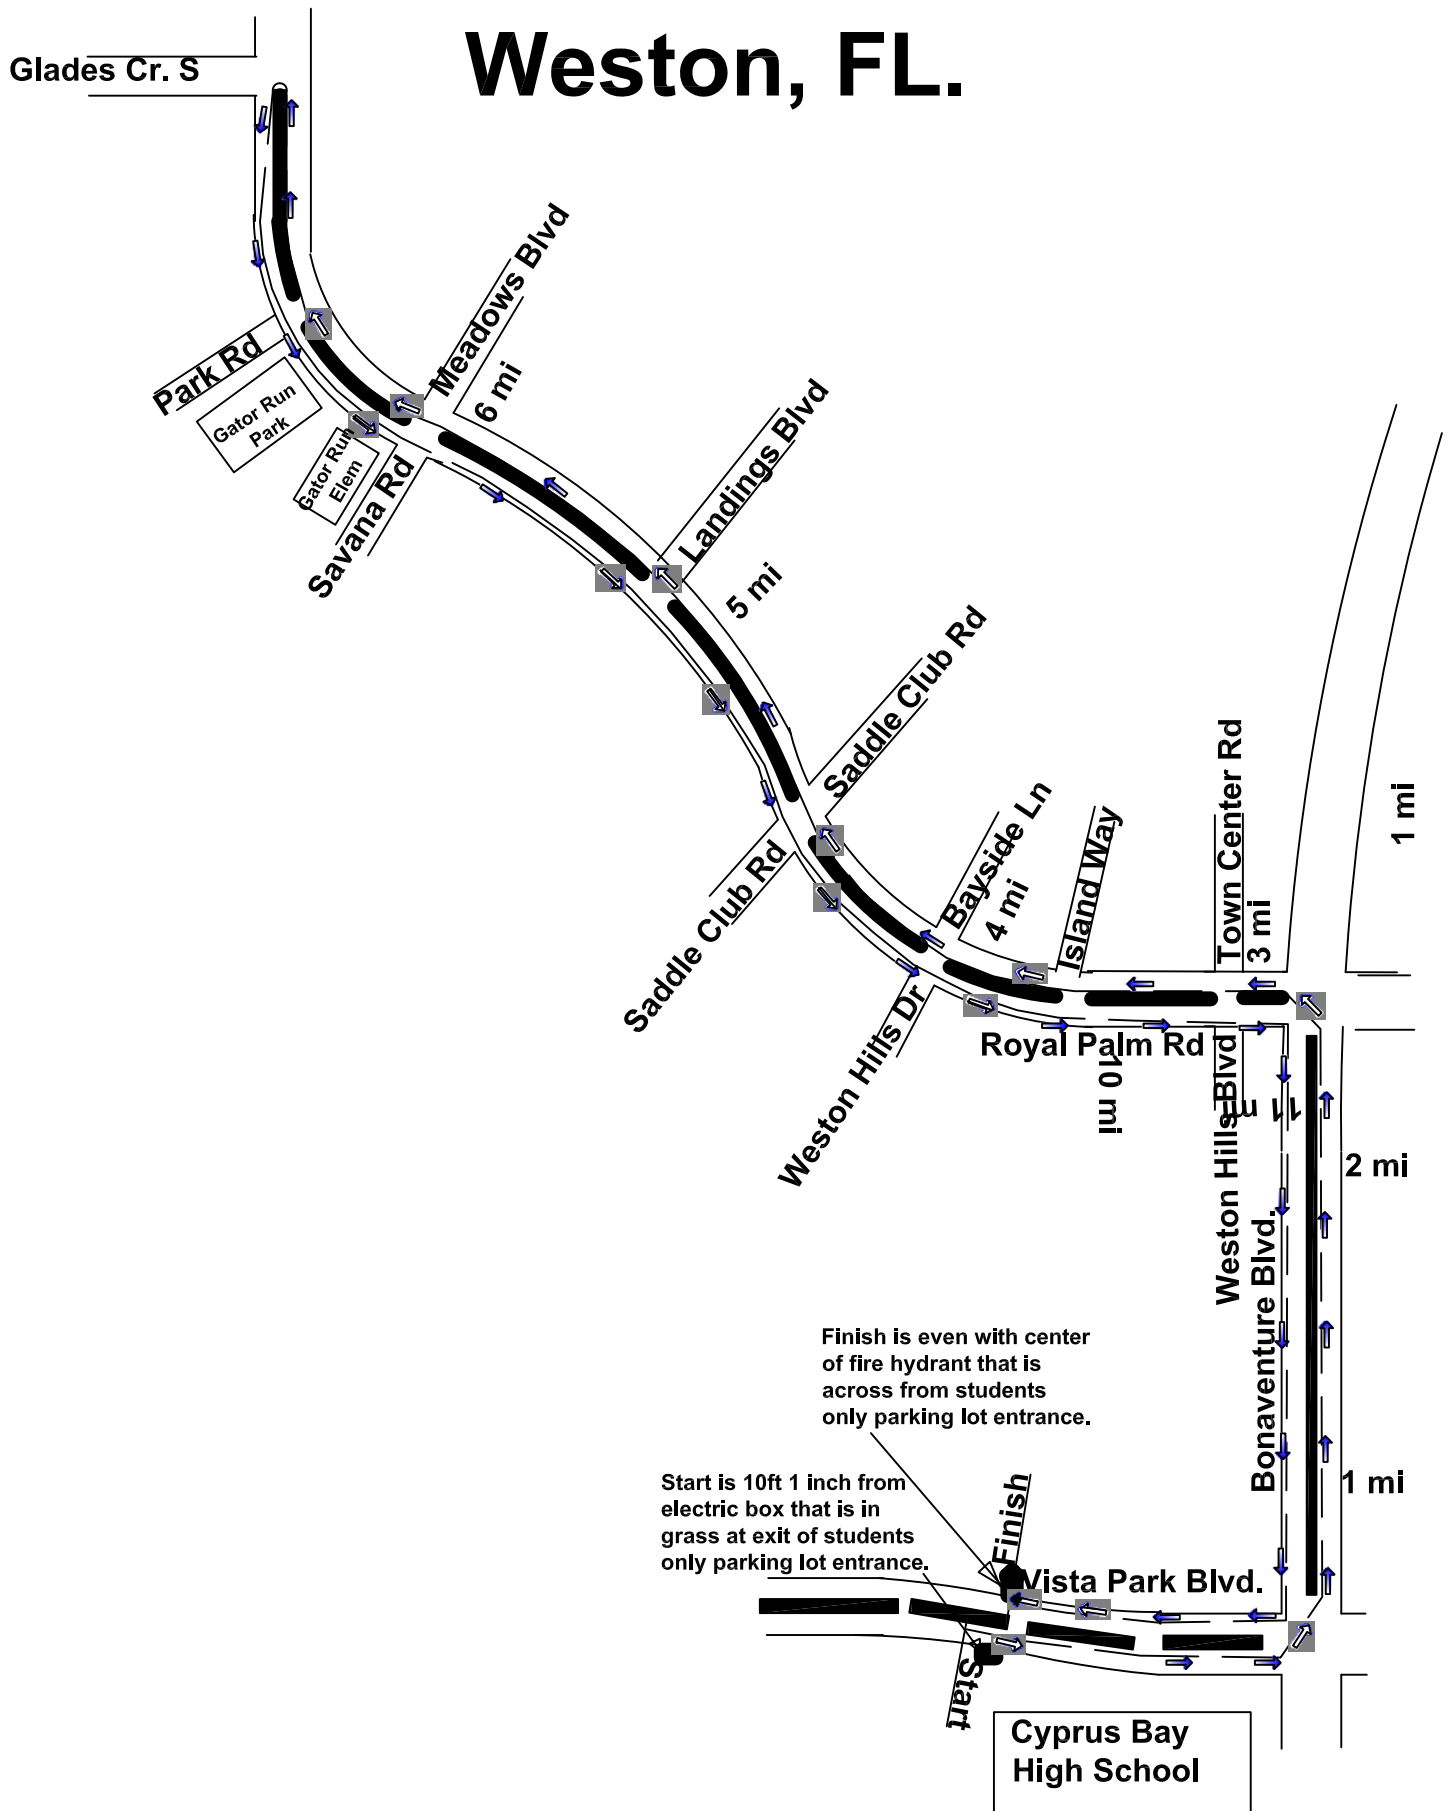 Weston, FL.
Glades Cr. S
Meadows Blvd
6 mi
Park Rd
Gator Run
Park
Gator Run
Elem
Savana Rd
Landings Blvd
5 mi
Saddle Club Rd
Saddle Club Rd
Bayside Ln
4 mi
Island Way
Town Center Rd
3 mi
1 mi
Royal Palm Rd
Weston Hills Dr
10 mi
11 mi
Weston Hills Blvd
2 mi
Bonaventure Blvd.
1 mi
Finish is even with center
of fire hydrant that is
across from students
only parking lot entrance.
Start is 10ft 1 inch from
electric box that is in
grass at exit of students
only parking lot entrance.
Finish
Vista Park Blvd.
Start
Cyprus Bay
High School